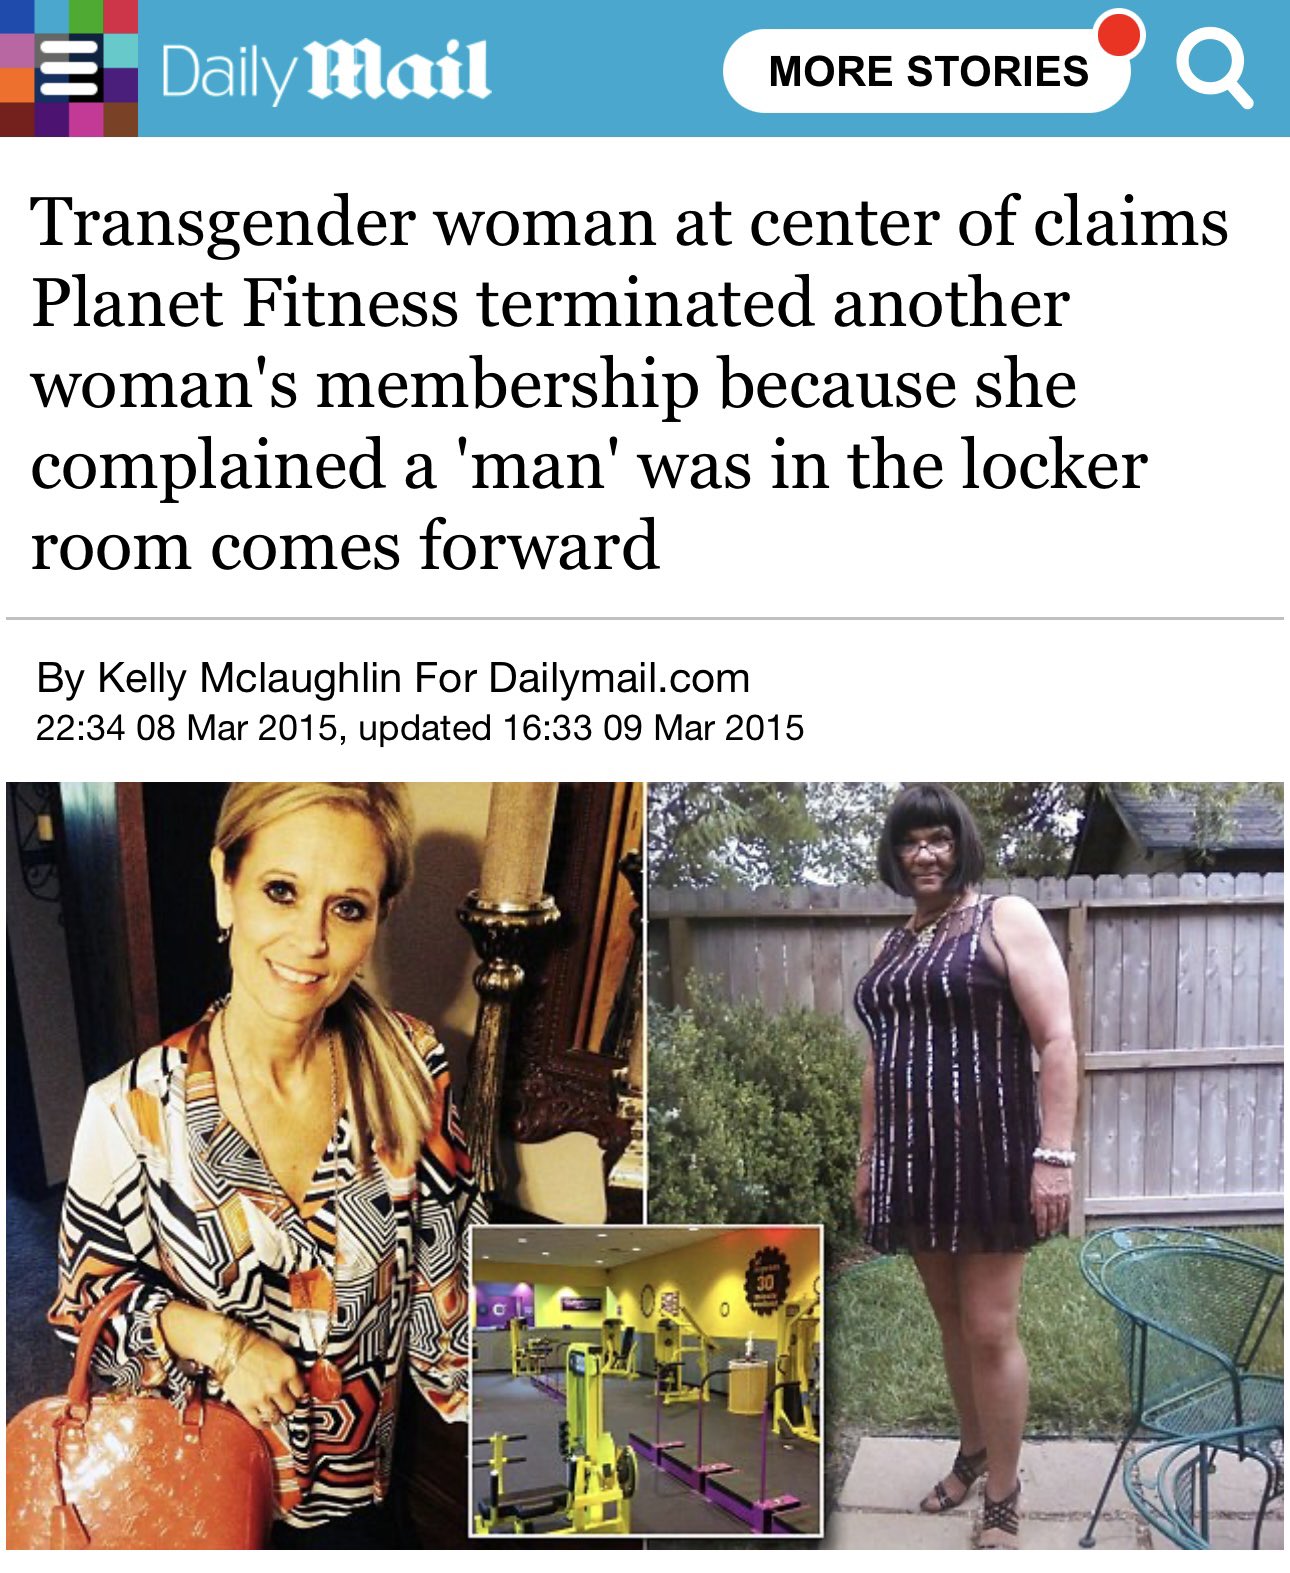 Daily Mail
MORE STORIES
Transgender woman at center of claims
Planet Fitness terminated another
woman's membership because she
complained a 'man' was in the locker
room comes forward
By Kelly Mclaughlin For Dailymail.com
22:34 08 Mar 2015, updated 16:33 09 Mar 2015
30